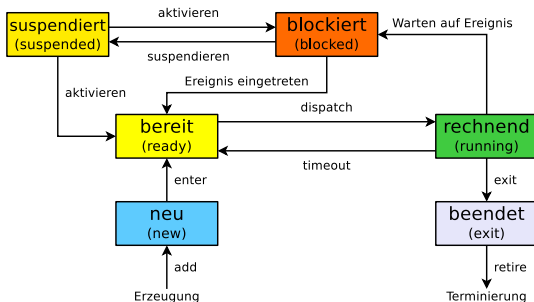 aktivieren
suspendiert
(suspended)
blockiert
(blocked)
Warten auf Ereignis
suspendieren
Ereignis eingetreten
aktivieren
dispatch
bereit
(ready)
rechnend
(running)
timeout
enter
exit
neu
(new)
beendet
(exit)
add
retire
Erzeugung
Terminierung